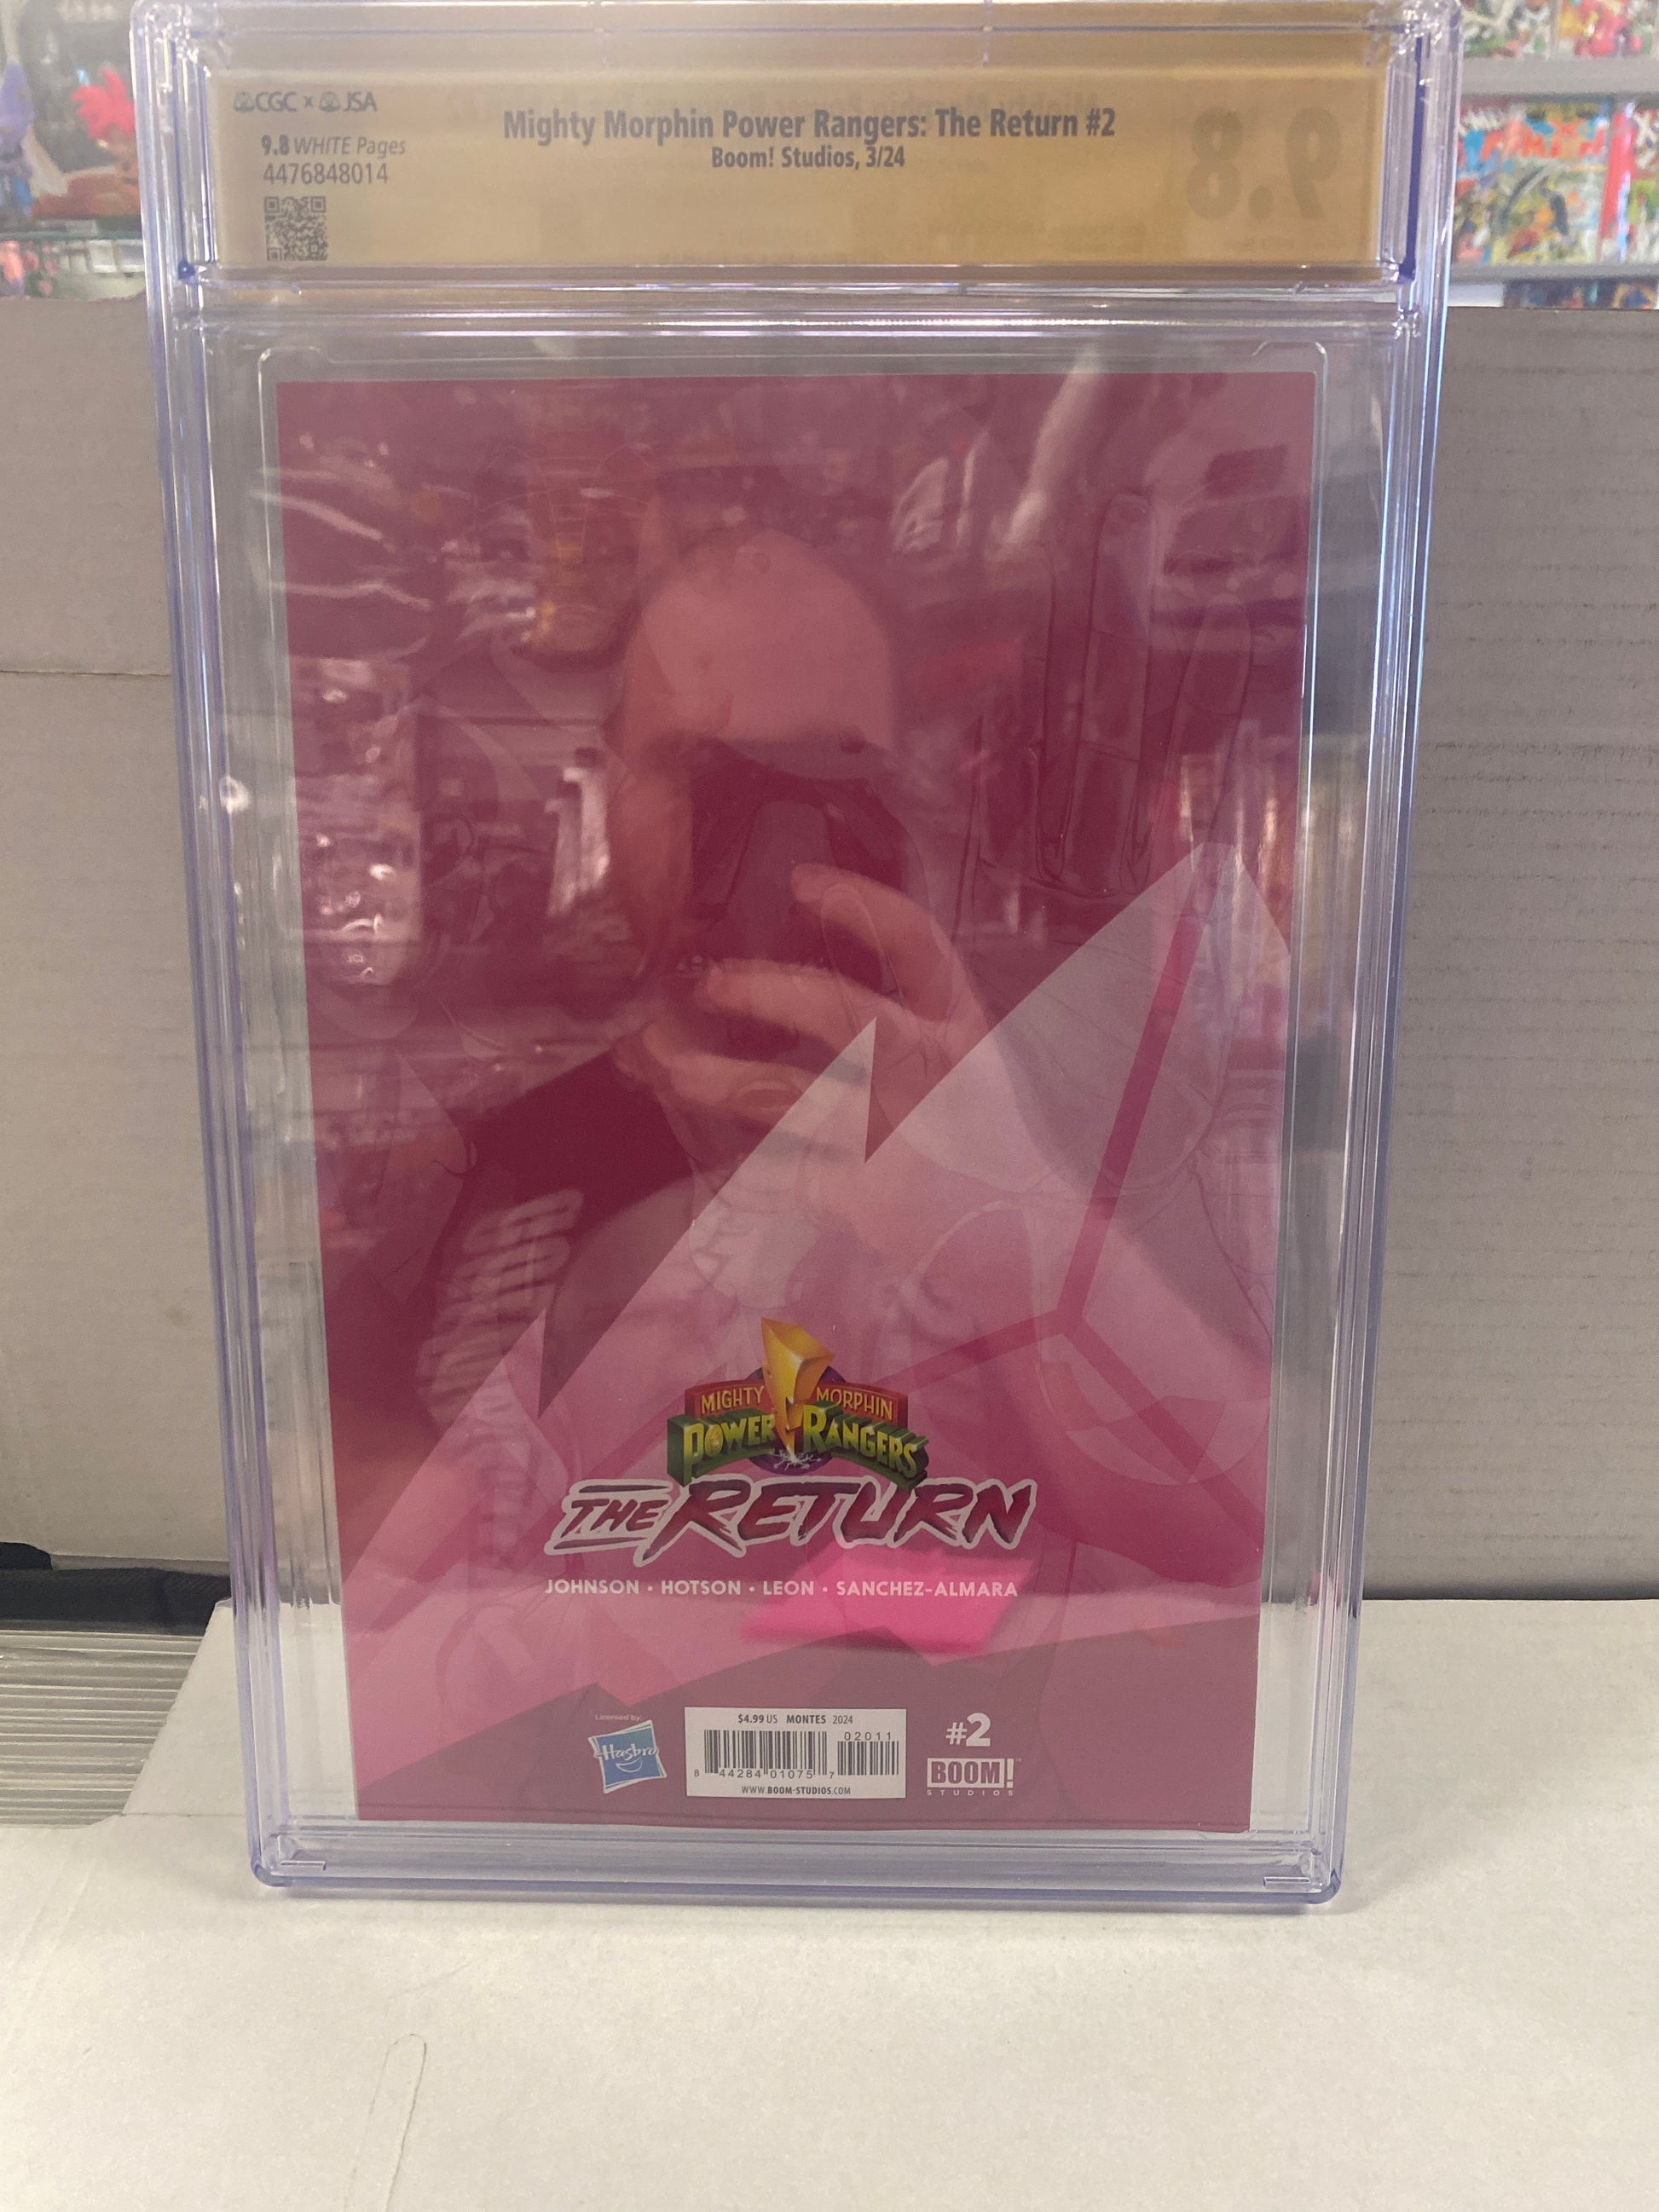 CGC x JSA
9.8 WHITE Pages
4476848014
Mighty Morphin Power Rangers: The Return #2
Boom! Studios, 3/24
9.8
MIGHTY MORPHIN
POWER RANGERS
THE RETURN
JOHNSON • HOTSON • LEON • SANCHEZ-ALMARA
Licensed by:
Hasbro
$4.99 US MONTES 2024
02011
8 44284 01075 7
WWW.BOOM-STUDIOS.COM
#2
BOOM!
STUDIOS